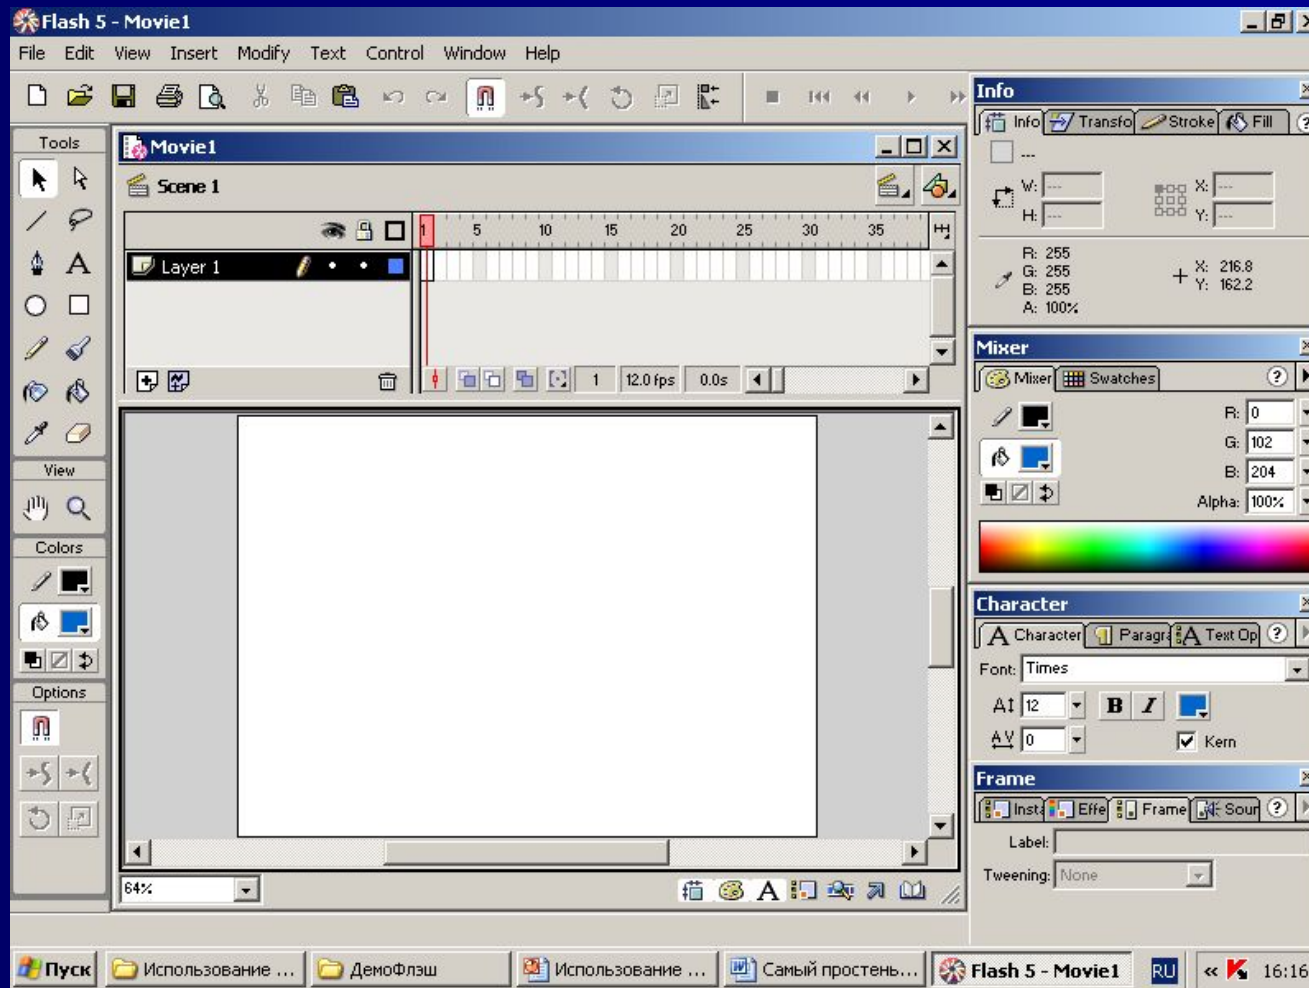 Flash 5 - Movie1
File Edit View Insert Modify Text Control Window Help
Tools
Movie1
Scene 1
1 5 10 15 20 25 30 35
Layer 1
1 12.0 fps 0.0s
View
Colors
Options
64%
Info
Info Transfo Stroke Fill ?
---
W: --- X: ---
H: --- Y: ---
R: 255
G: 255
B: 255
A: 100%
X: 216.8
Y: 162.2
Mixer
Mixer Swatches ?
R: 0
G: 102
B: 204
Alpha: 100%
Character
A Character Paragra A Text Op ?
Font: Times
12 B I
AV 0 Kern
Frame
Insta Effe Frame Soun ?
Label:
Tweening: None
Пуск Использование ... ДемоФлэш Использование ... Самый простень... Flash 5 - Movie1 RU « 16:16